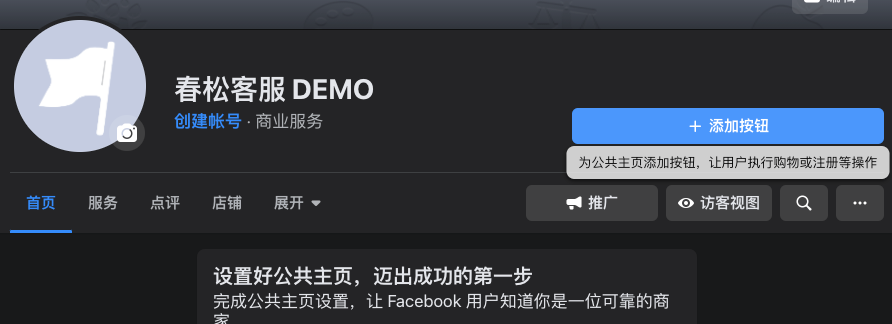 编辑
春松客服 DEMO
创建帐号 · 商业服务
+ 添加按钮
为公共主页添加按钮，让用户执行购物或注册等操作
首页 服务 点评 店铺 展开
推广 访客视图 ...
设置好公共主页，迈出成功的第一步
完成公共主页设置，让 Facebook 用户知道你是一位可靠的商
家